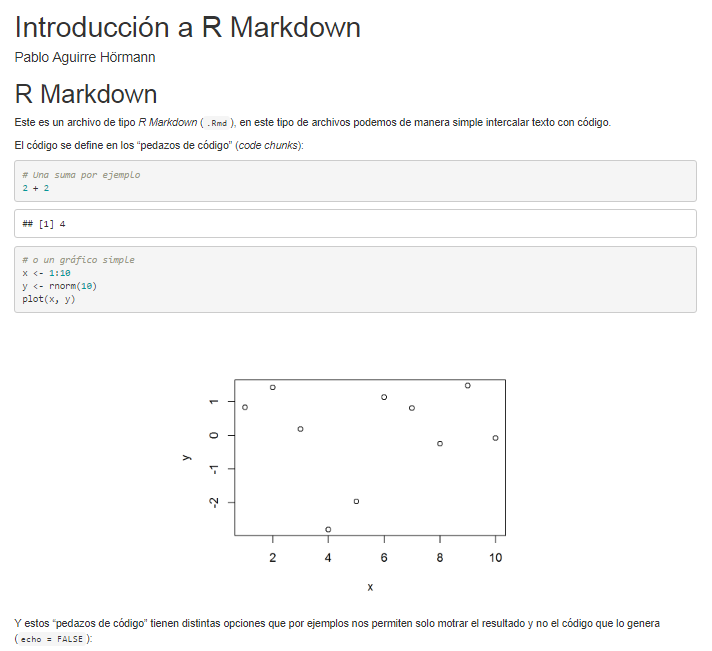 Introducción a R Markdown
Pablo Aguirre Hörmann
R Markdown
Este es un archivo de tipo R Markdown ( .Rmd ), en este tipo de archivos podemos de manera simple intercalar texto con código.
El código se define en los “pedazos de código” (code chunks):
# Una suma por ejemplo
2 + 2
## [1] 4
# o un gráfico simple
x <- 1:10
y <- rnorm(10)
plot(x, y)
1
0
-1
-2
y
2 4 6 8 10
x
Y estos “pedazos de código” tienen distintas opciones que por ejemplos nos permiten solo motrar el resultado y no el código que lo genera
( echo = FALSE ):